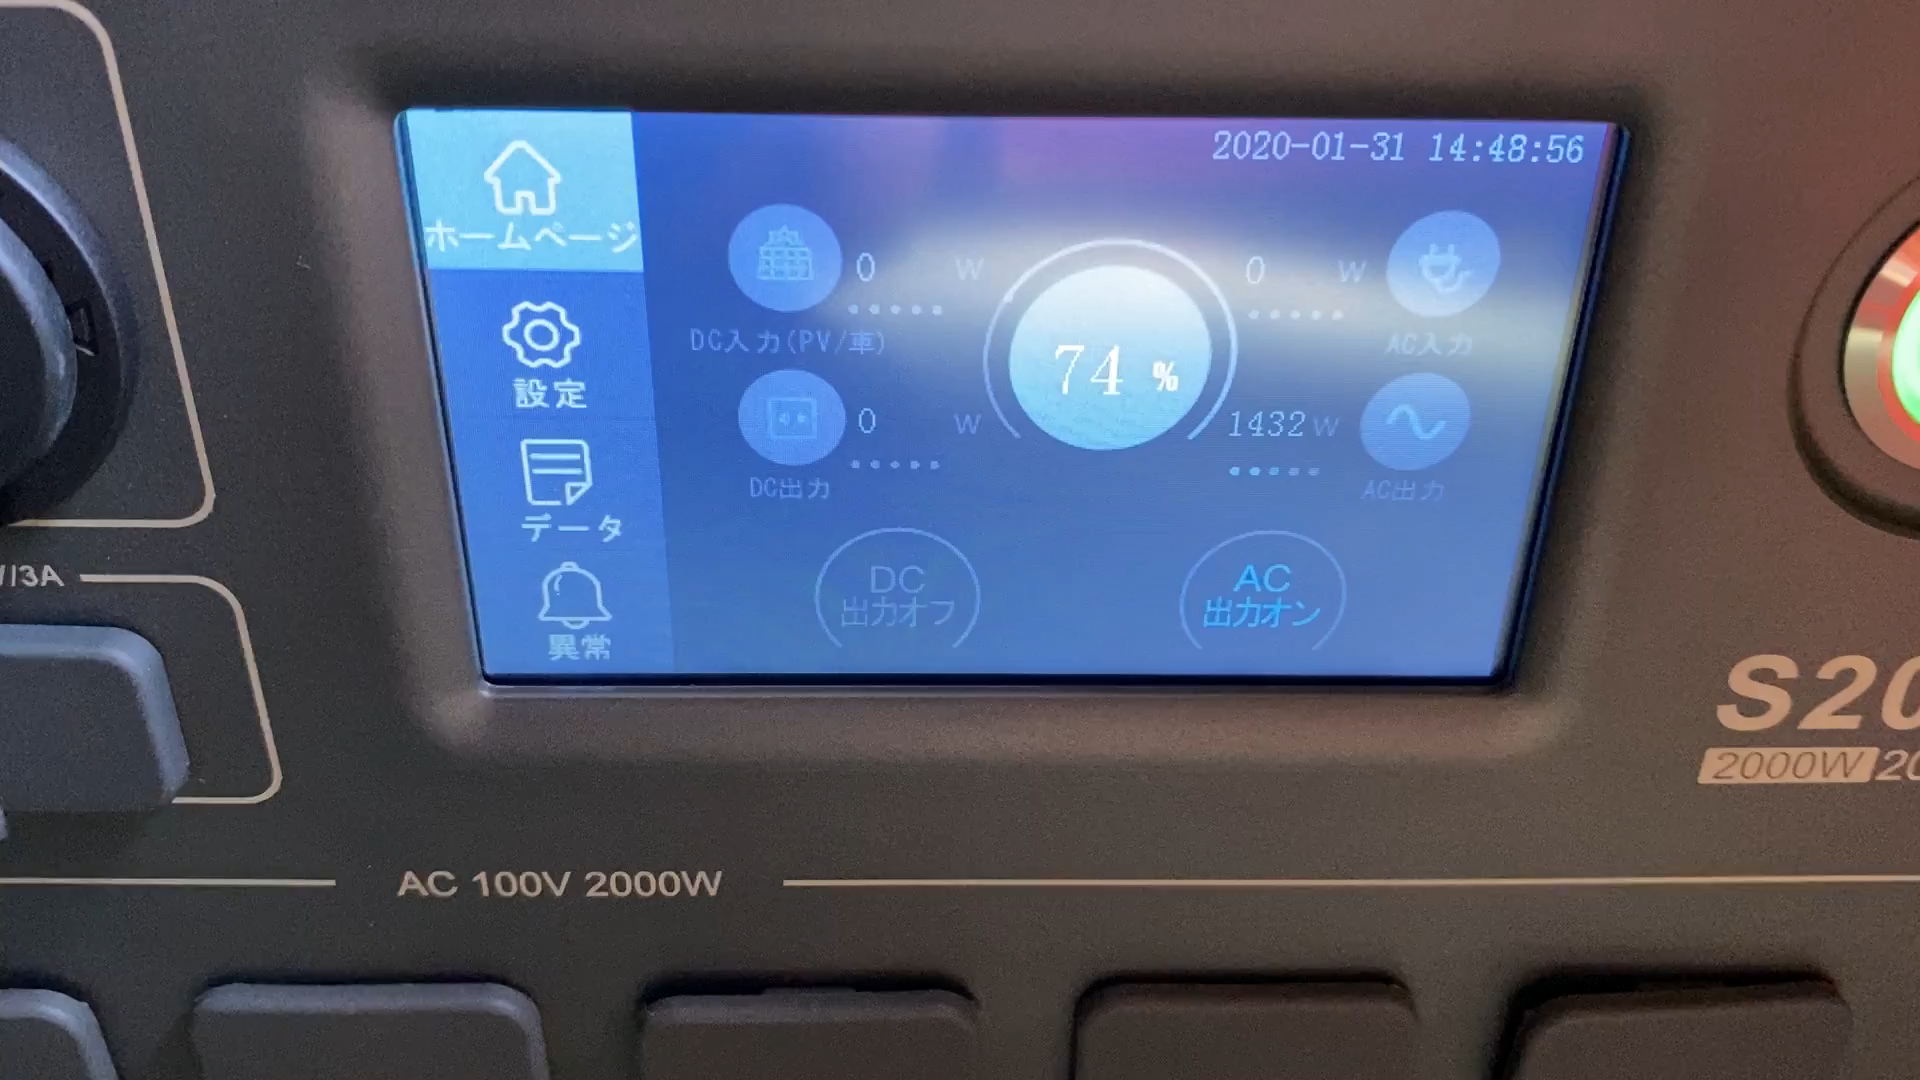 2020-01-31 14:48:56
ホームページ
設定
データ
異常
0 W
DC入力(PV/車)
0 W
DC出力
74 %
0 W
AC入力
1432 W
AC出力
DC
出力オフ
AC
出力オン
/3A
S20
2000W 20
AC 100V 2000W